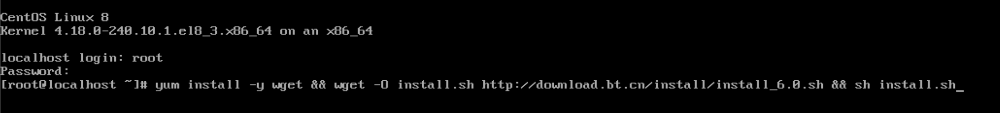 CentOS Linux 8
Kernel 4.18.0-240.10.1.el8_3.x86_64 on an x86_64
localhost login: root
Password:
[root@localhost ~]# yum install -y wget && wget -O install.sh http://download.bt.cn/install/install_6.0.sh && sh install.sh_